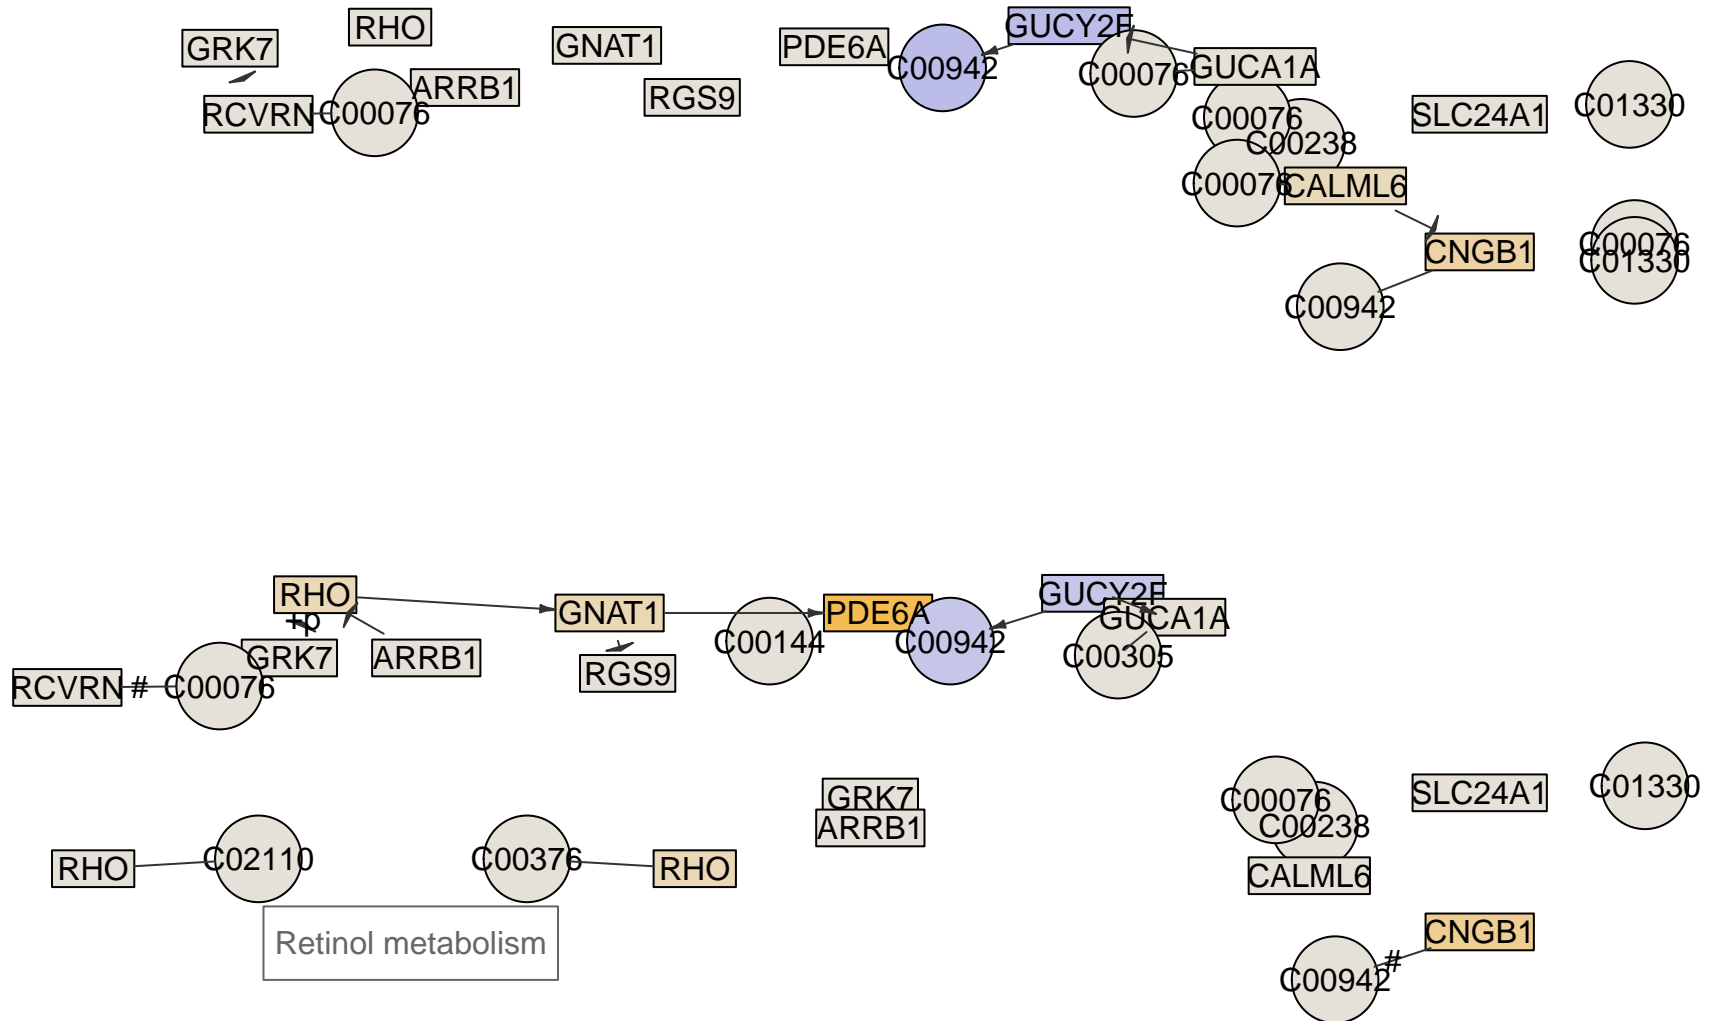 RHO
GRK7
GNAT1
PDE6A
GUCY2F
C00942
C00076
GUCA1A
ARRB1
RGS9
RCVRN
C00076
C00076
C00238
SLC24A1
C01330
C00076
CALML6
CNGB1
C00076
C01330
C00942
RHO
+p
GNAT1
PDE6A
GUCY2F
GUCA1A
GRK7
ARRB1
RGS9
C00144
C00942
C00305
RCVRN
#
C00076
GRK7
ARRB1
C00076
C00238
SLC24A1
C01330
RHO
C02110
C00376
RHO
CALML6
Retinol metabolism
CNGB1
#
C00942